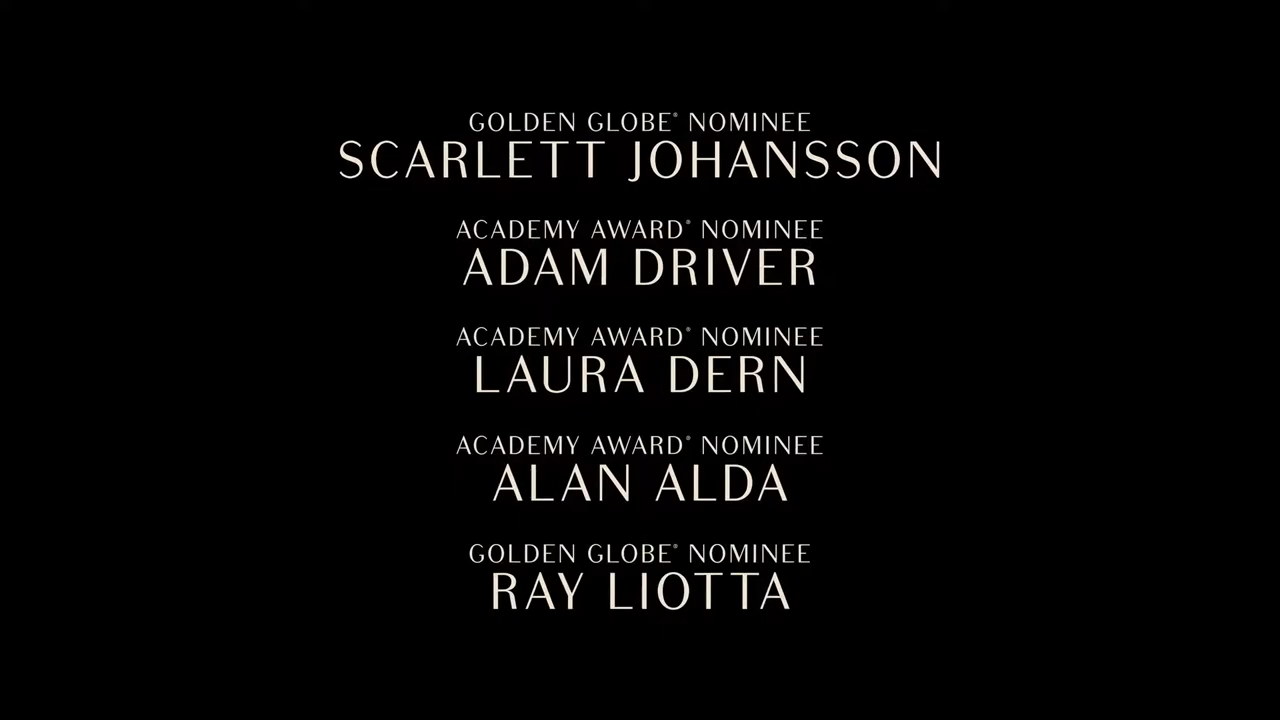 GOLDEN GLOBE® NOMINEE
SCARLETT JOHANSSON
ACADEMY AWARD® NOMINEE
ADAM DRIVER
ACADEMY AWARD® NOMINEE
LAURA DERN
ACADEMY AWARD® NOMINEE
ALAN ALDA
GOLDEN GLOBE® NOMINEE
RAY LIOTTA